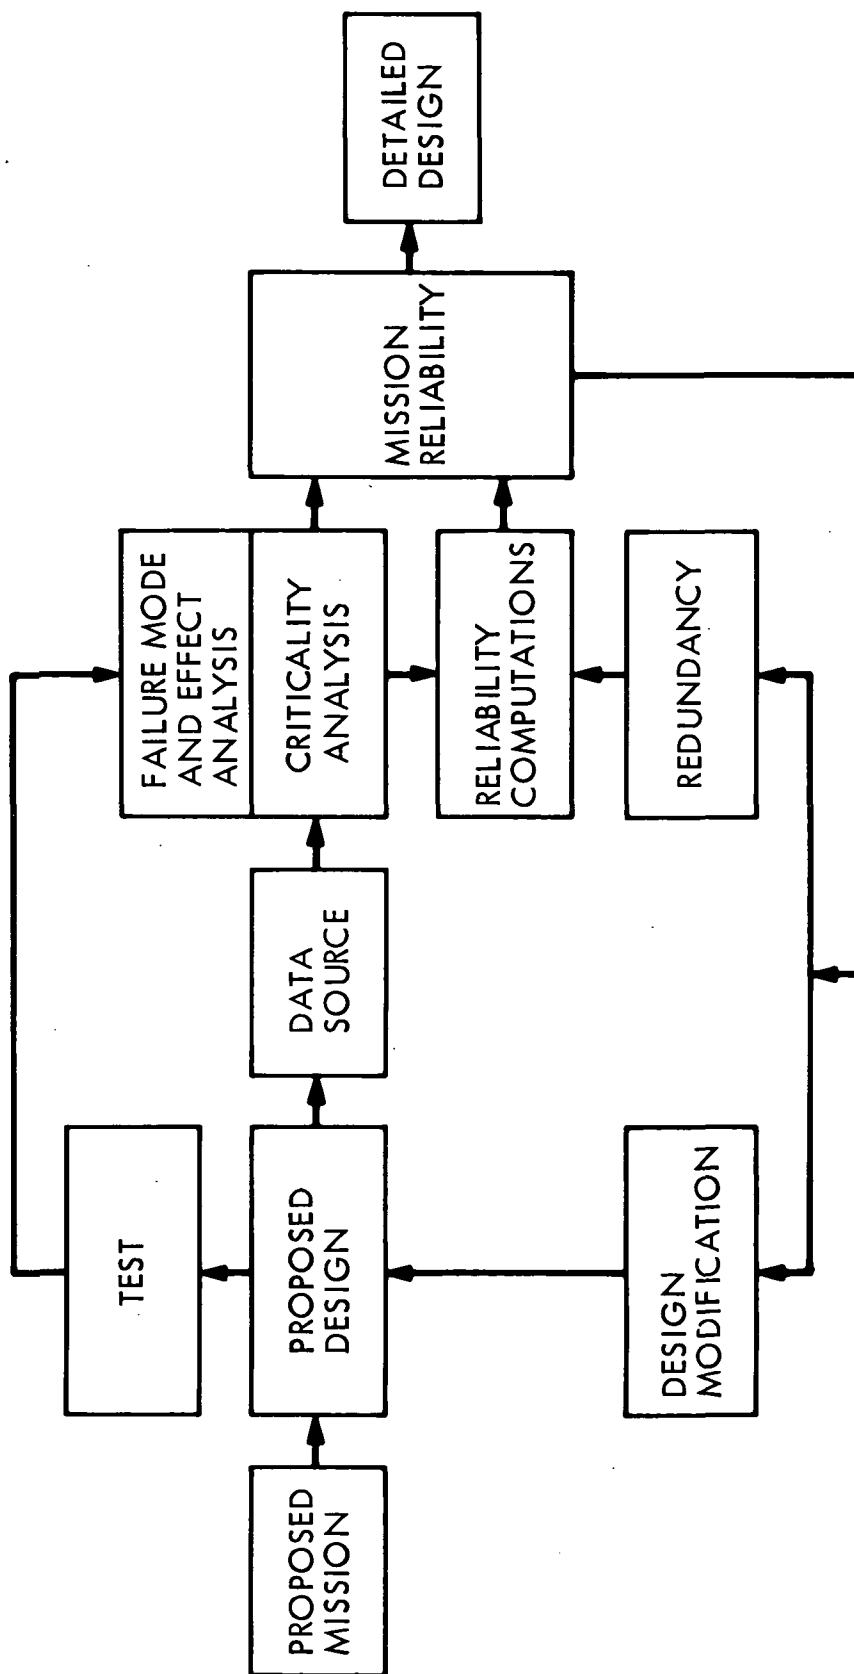 PROPOSED
MISSION
TEST
PROPOSED
DESIGN
DESIGN
MODIFICATION
DATA
SOURCE
FAILURE MODE
AND EFFECT
ANALYSIS
CRITICALITY
ANALYSIS
RELIABILITY
COMPUTATIONS
REDUNDANCY
MISSION
RELIABILITY
DETAILED
DESIGN